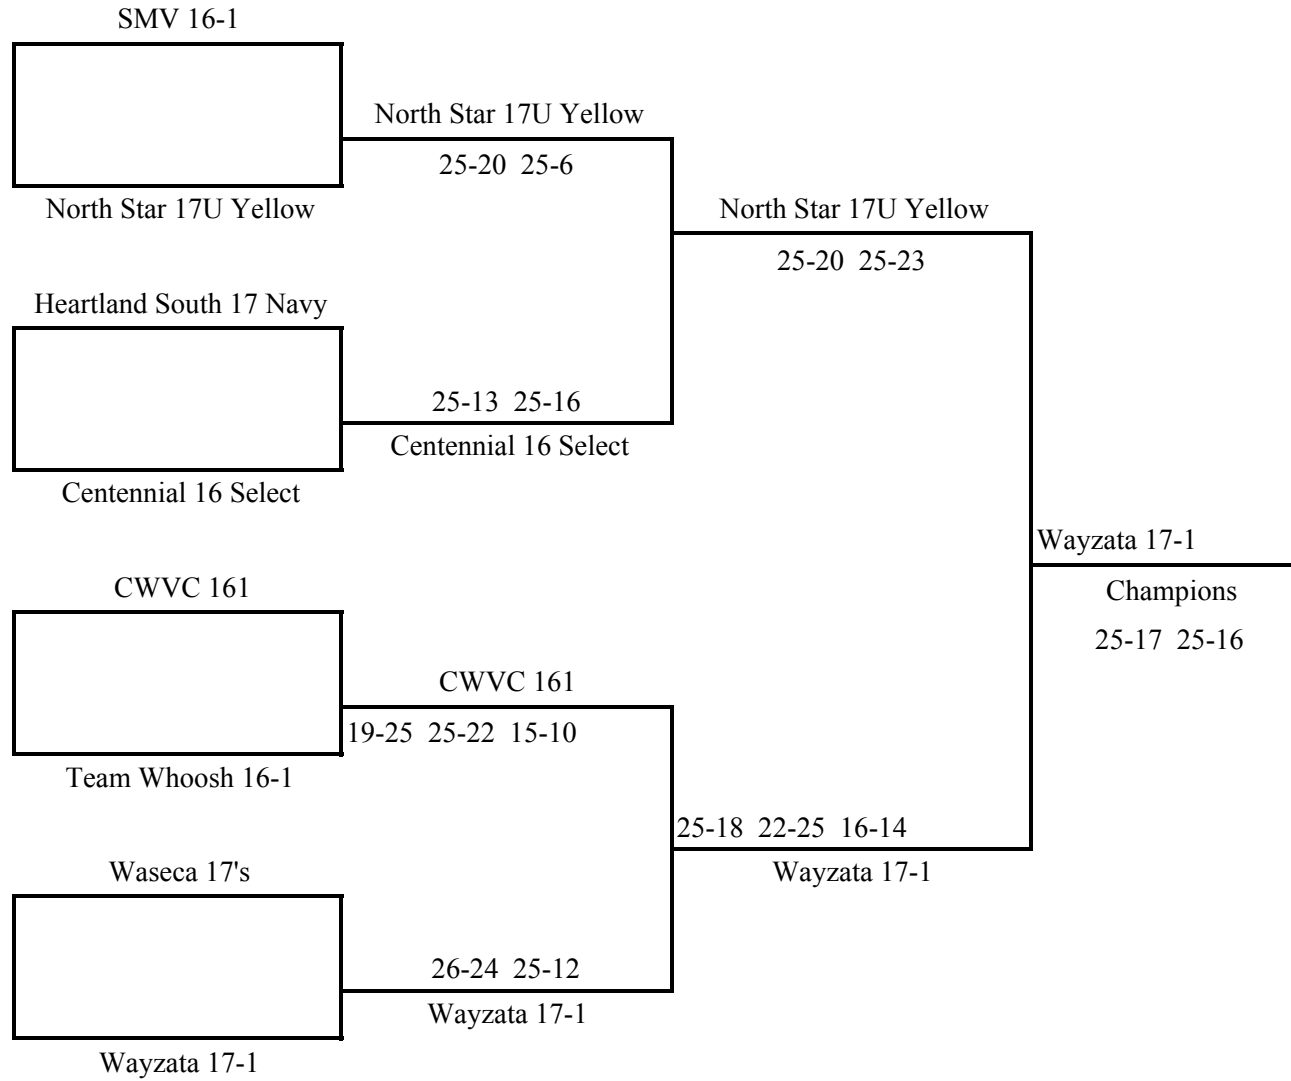 SMV 16-1
North Star 17U Yellow
25-20  25-6
North Star 17U Yellow
North Star 17U Yellow
25-20  25-23
Heartland South 17 Navy
25-13  25-16
Centennial 16 Select
Centennial 16 Select
Wayzata 17-1
Champions
25-17  25-16
CWVC 161
CWVC 161
19-25  25-22  15-10
Team Whoosh 16-1
25-18  22-25  16-14
Wayzata 17-1
Waseca 17's
26-24  25-12
Wayzata 17-1
Wayzata 17-1